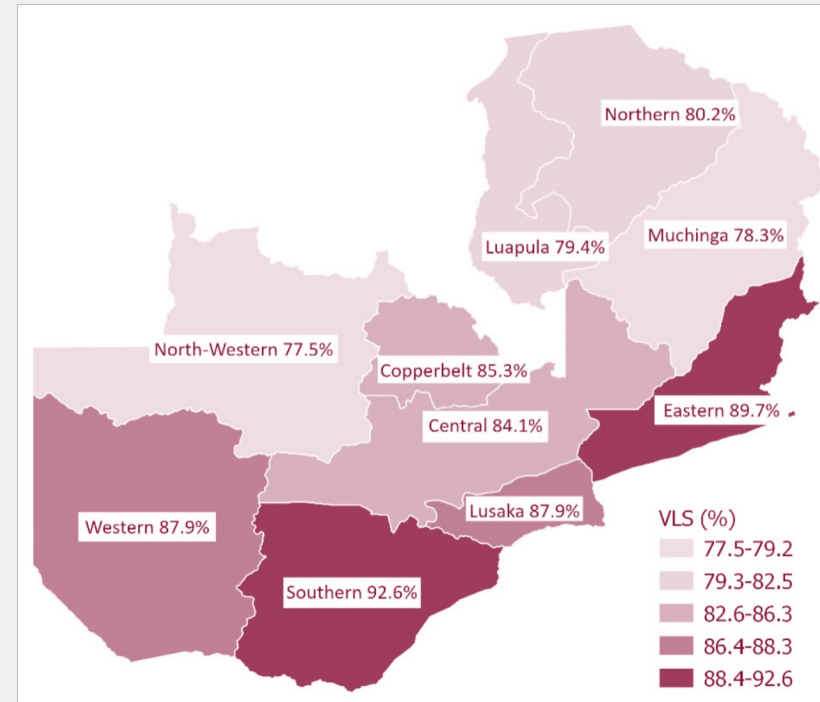 Northern 80.2%
Muchinga 78.3%
Luapula 79.4%
North-Western 77.5%
Copperbelt 85.3%
Eastern 89.7%
Central 84.1%
Lusaka 87.9%
Western 87.9%
Southern 92.6%
VLS (%)
77.5-79.2
79.3-82.5
82.6-86.3
86.4-88.3
88.4-92.6